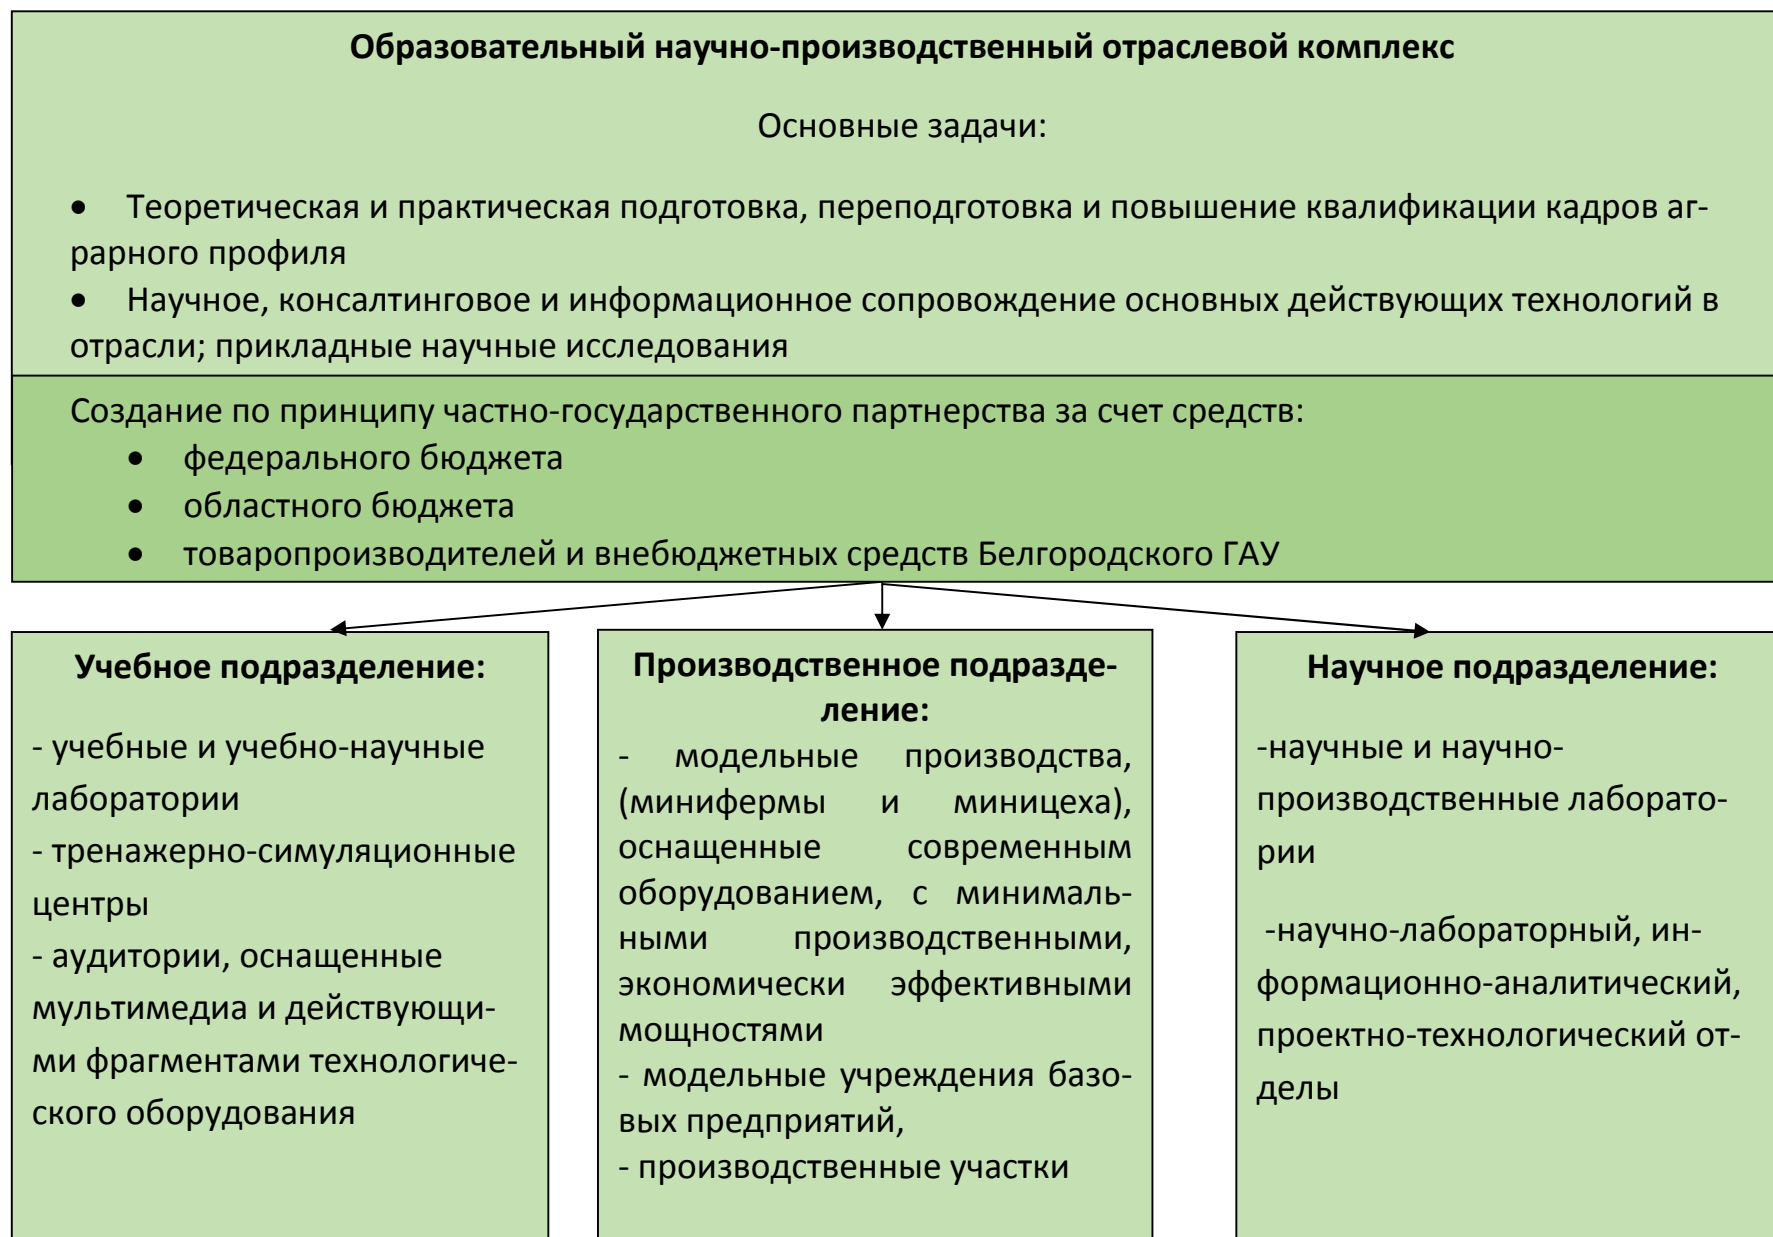 Образовательный научно-производственный отраслевой комплекс
Основные задачи:
• Теоретическая и практическая подготовка, переподготовка и повышение квалификации кадров аг-
рарного профиля
• Научное, консалтинговое и информационное сопровождение основных действующих технологий в
отрасли; прикладные научные исследования
Создание по принципу частно-государственного партнерства за счет средств:
• федерального бюджета
• областного бюджета
• товаропроизводителей и внебюджетных средств Белгородского ГАУ
Учебное подразделение:
- учебные и учебно-научные
лаборатории
- тренажерно-симуляционные
центры
- аудитории, оснащенные
мультимедиа и действующи-
ми фрагментами технологиче-
ского оборудования
Производственное подразде-
ление:
- модельные производства,
(минифермы и миницеха),
оснащенные современным
оборудованием, с минималь-
ными производственными,
экономически эффективными
мощностями
- модельные учреждения базо-
вых предприятий,
- производственные участки
Научное подразделение:
-научные и научно-
производственные лаборато-
рии
-научно-лабораторный, ин-
формационно-аналитический,
проектно-технологический от-
делы